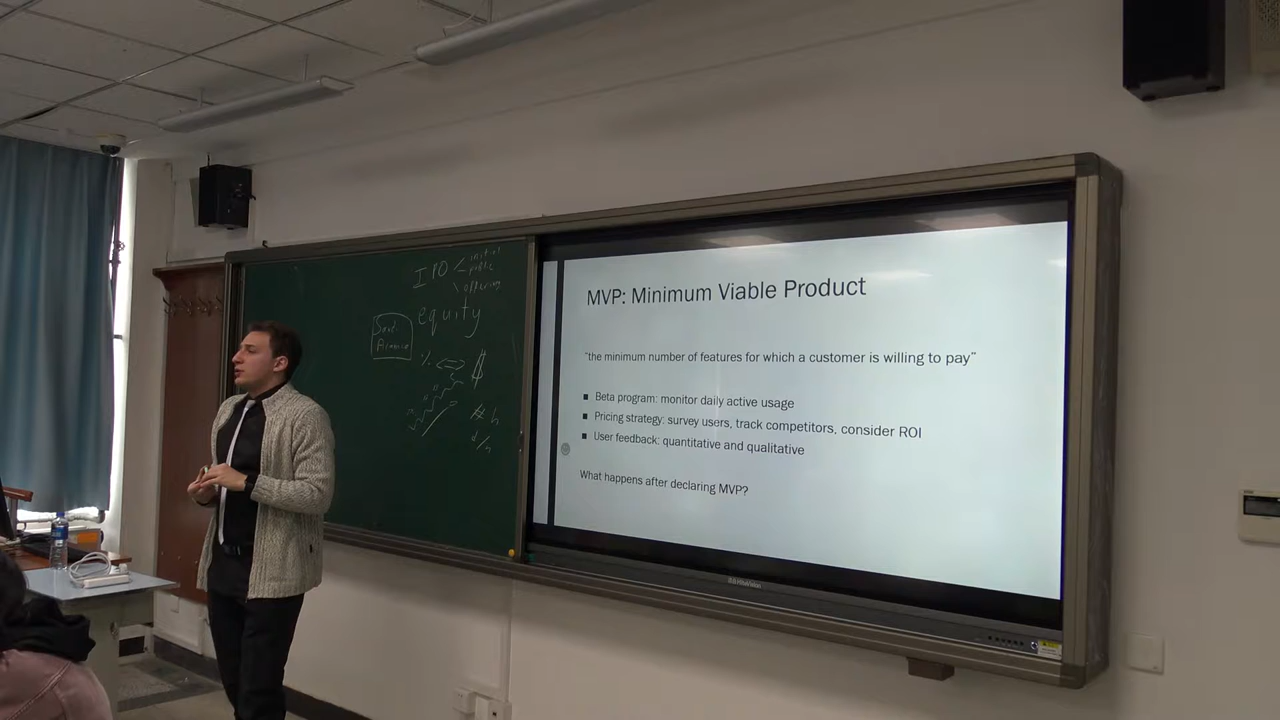 IPO < initial
public
offering
equity
% <=> $
MVP: Minimum Viable Product
“the minimum number of features for which a customer is willing to pay”
■ Beta program: monitor daily active usage
■ Pricing strategy: survey users, track competitors, consider ROI
■ User feedback: quantitative and qualitative
What happens after declaring MVP?